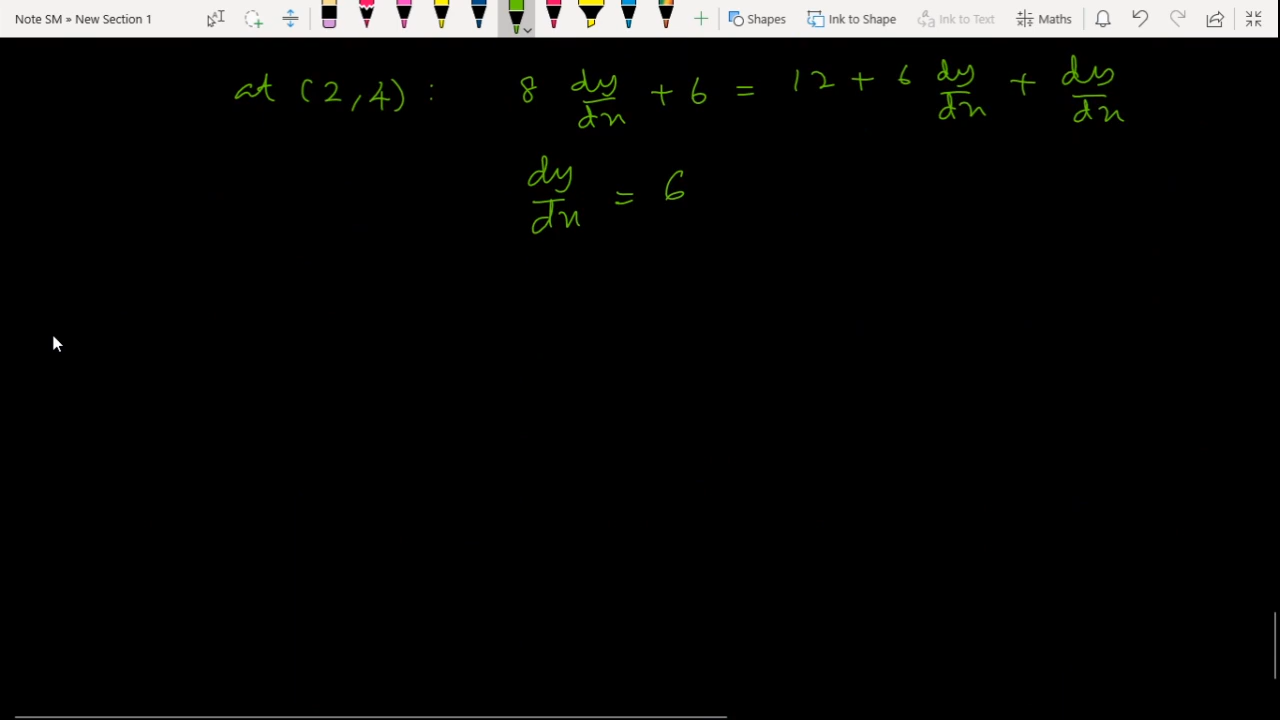 Note SM » New Section 1
Shapes
Ink to Shape
Ink to Text
Maths
at (2,4) : 8 dy/dx + 6 = 12 + 6 dy/dx + dy/dx
dy/dx = 6